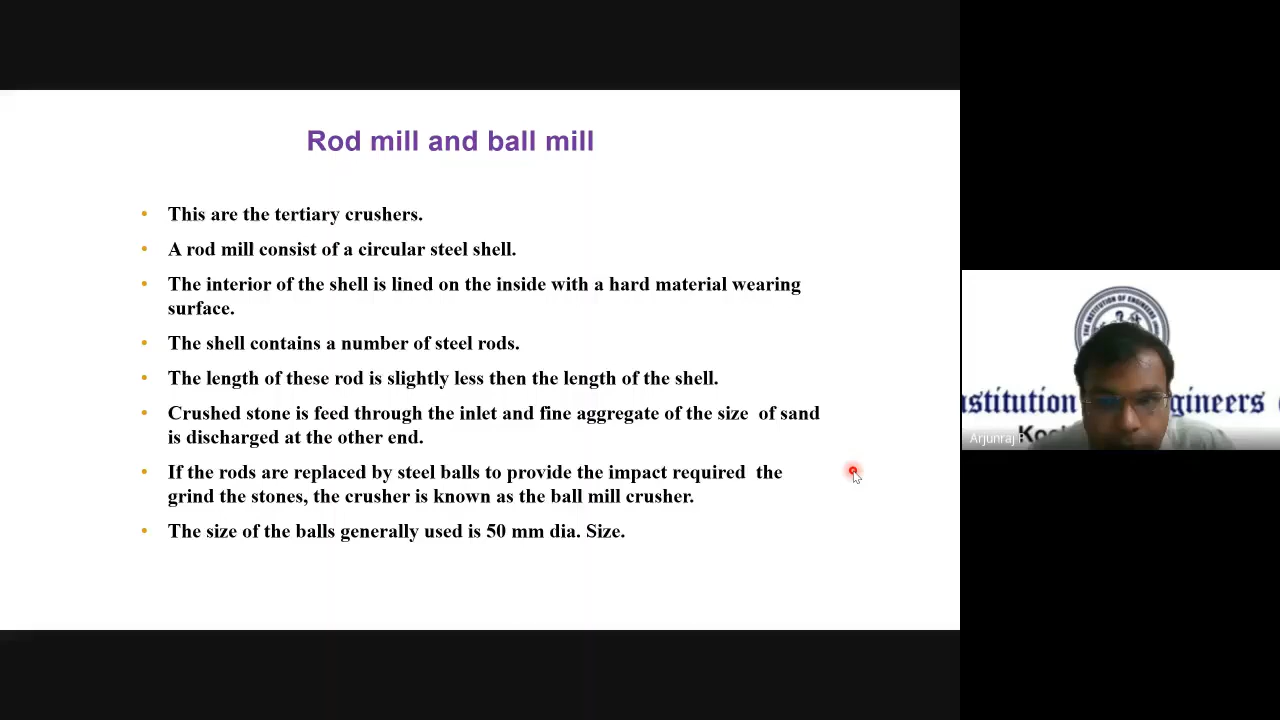 Rod mill and ball mill
• This are the tertiary crushers.
• A rod mill consist of a circular steel shell.
• The interior of the shell is lined on the inside with a hard material wearing
surface.
• The shell contains a number of steel rods.
• The length of these rod is slightly less then the length of the shell.
• Crushed stone is feed through the inlet and fine aggregate of the size of sand
is discharged at the other end.
• If the rods are replaced by steel balls to provide the impact required the
grind the stones, the crusher is known as the ball mill crusher.
• The size of the balls generally used is 50 mm dia. Size.
THE INSTITUTION OF ENGINEERS
stitution gineers
Arjunraj